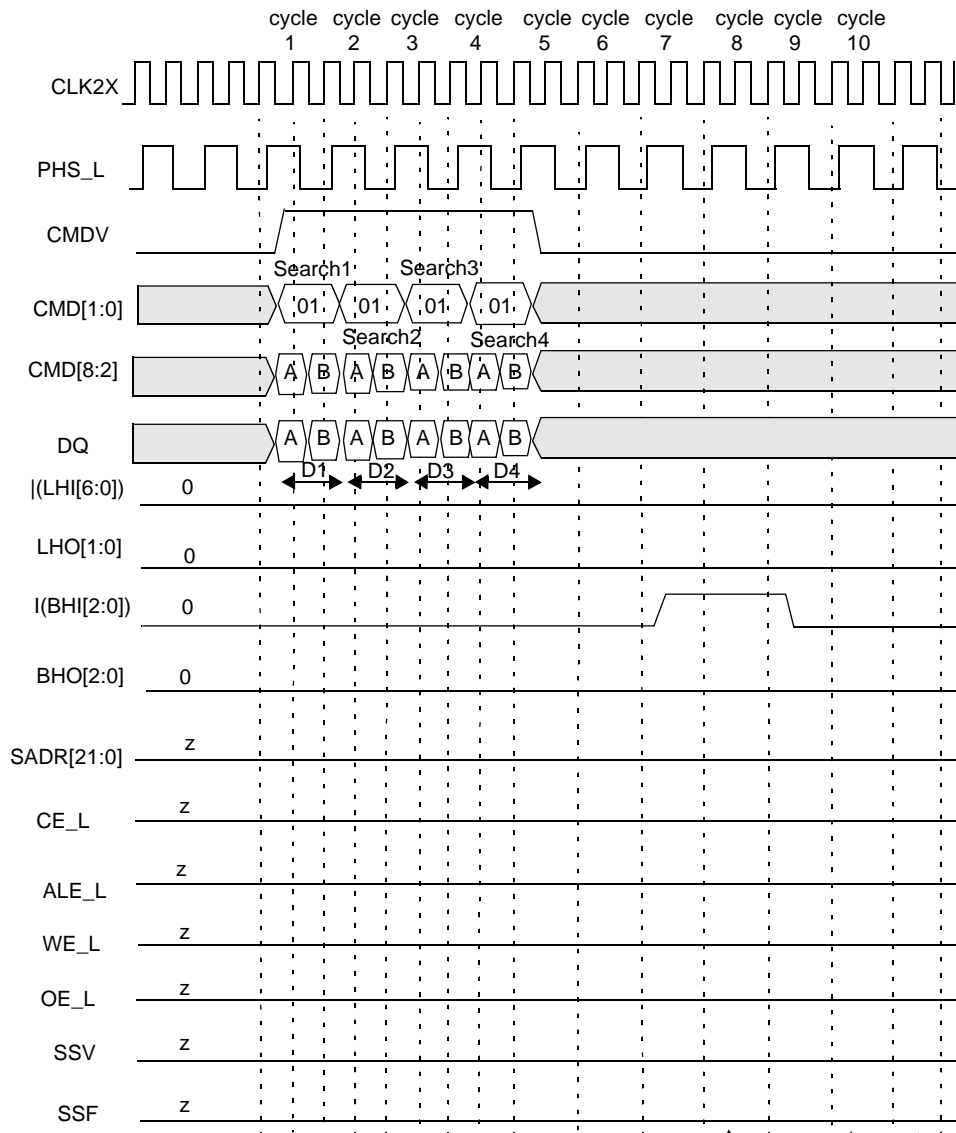 cycle cycle cycle cycle cycle cycle cycle cycle cycle cycle
1 2 3 4 5 6 7 8 9 10
CLK2X
PHS_L
CMDV
Search1 Search3
CMD[1:0] 01 01 01 01
Search2 Search4
CMD[8:2] A B A B A B A B
DQ A B A B A B A B
D1 D2 D3 D4
|(LHI[6:0]) 0
LHO[1:0] 0
I(BHI[2:0]) 0
BHO[2:0] 0
SADR[21:0] z
CE_L z
ALE_L z
WE_L z
OE_L z
SSV z
SSF z